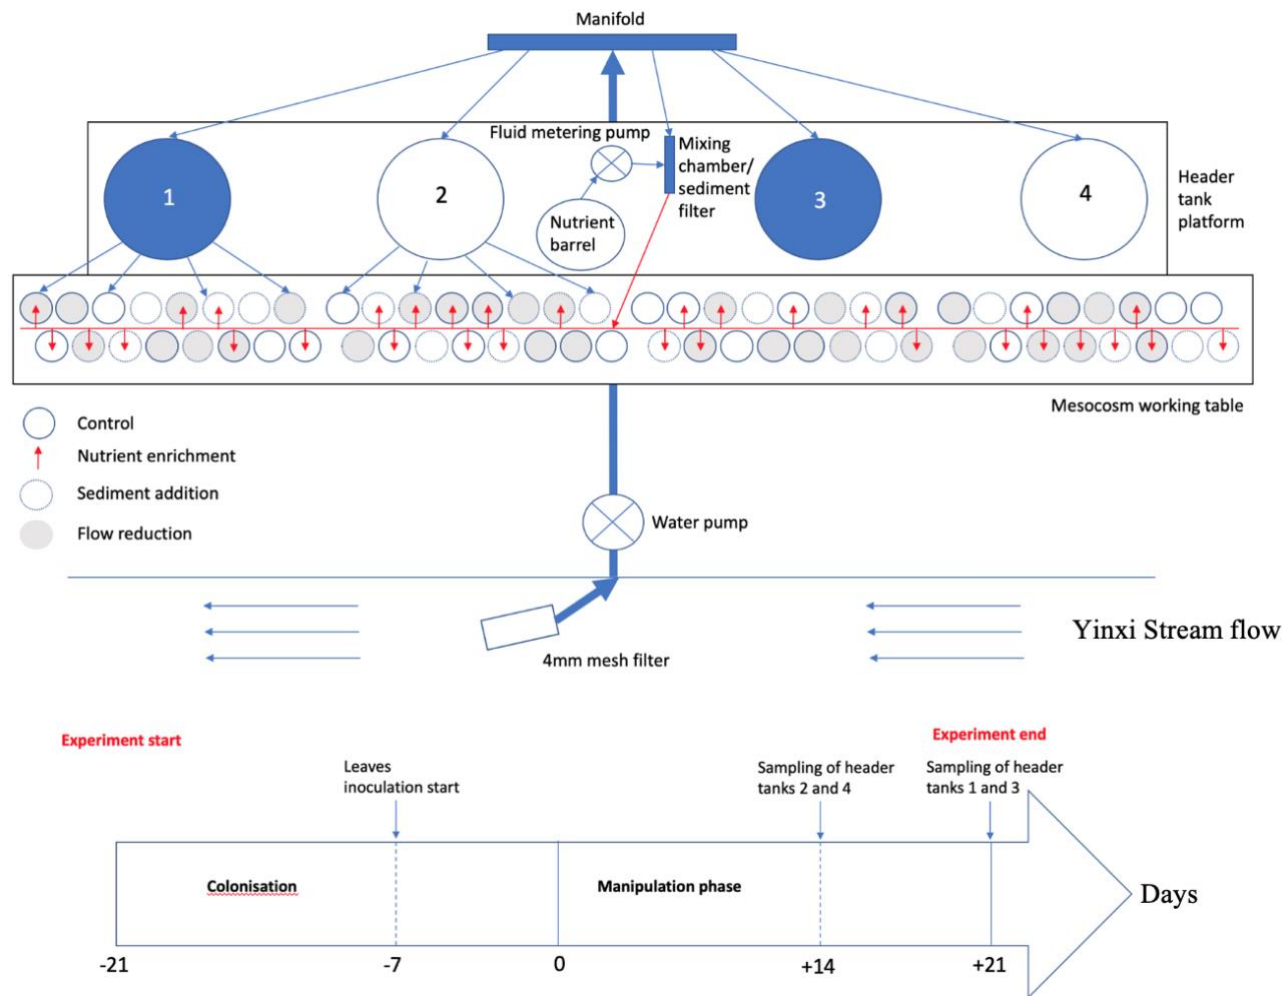 Manifold
Fluid metering pump
Mixing
chamber/
sediment
filter
1
2
Nutrient
barrel
3
4
Header
tank
platform
Mesocosm working table
Control
Nutrient enrichment
Sediment addition
Flow reduction
Water pump
Yinxi Stream flow
4mm mesh filter
Experiment start
Experiment end
Leaves
inoculation start
Sampling of header
tanks 2 and 4
Sampling of header
tanks 1 and 3
Colonisation
Manipulation phase
Days
-21
-7
0
+14
+21